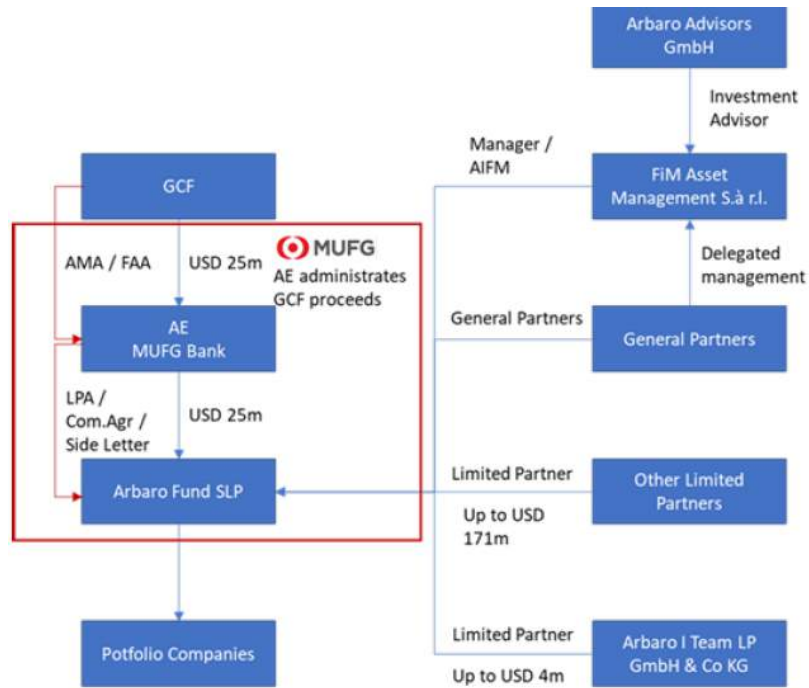 Arbaro Advisors
GmbH
Investment
Advisor
Manager /
AIFM
FiM Asset
Management S.à r.l.
GCF
Delegated
management
MUFG
AMA / FAA
USD 25m
AE administrates
GCF proceeds
General Partners
General Partners
AE
MUFG Bank
LPA /
Com.Agr /
Side Letter
USD 25m
Arbaro Fund SLP
Limited Partner
Up to USD
171m
Other Limited
Partners
Potfolio Companies
Limited Partner
Up to USD 4m
Arbaro I Team LP
GmbH & Co KG